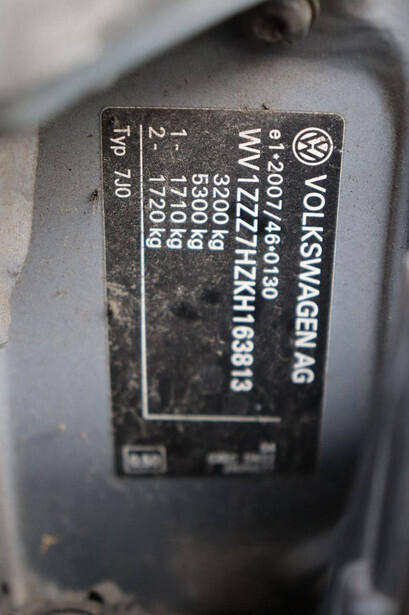 VOLKSWAGEN AG
e1*2007/46*0130
WV1ZZZ7HZKH163813
3200 kg
5300 kg
1- 1710 kg
2- 1720 kg
Typ 7J0